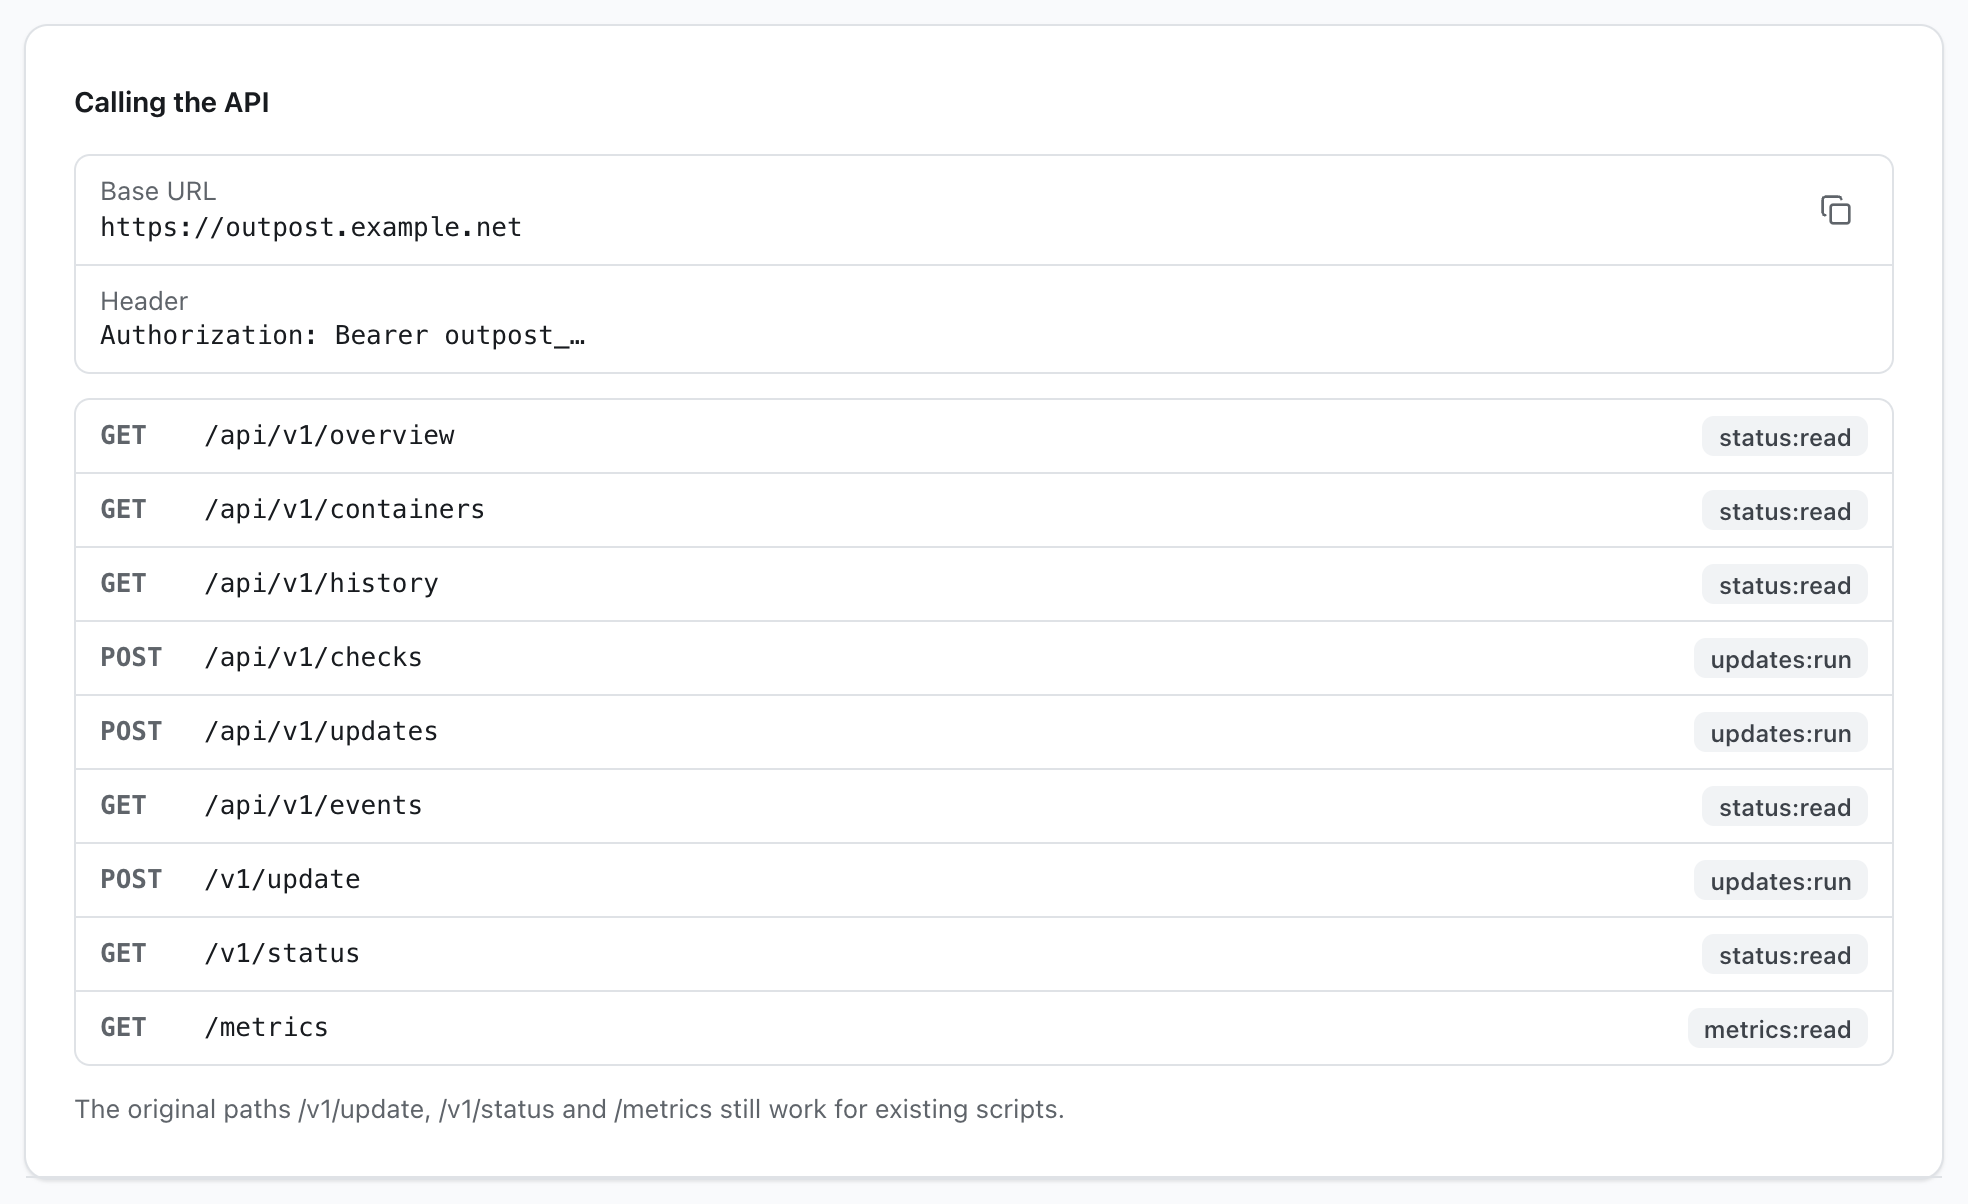 Calling the API
Base URL
https://outpost.example.net
Header
Authorization: Bearer outpost_…
GET /api/v1/overview status:read
GET /api/v1/containers status:read
GET /api/v1/history status:read
POST /api/v1/checks updates:run
POST /api/v1/updates updates:run
GET /api/v1/events status:read
POST /v1/update updates:run
GET /v1/status status:read
GET /metrics metrics:read
The original paths /v1/update, /v1/status and /metrics still work for existing scripts.